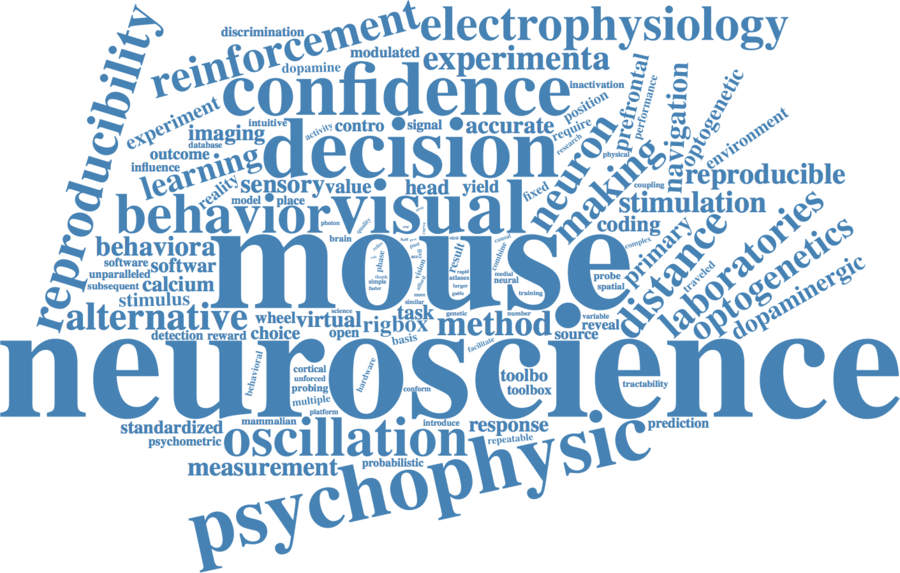 discrimination
reinforcement
electrophysiology
reproducibility
modulated
experimenta
dopamine
confidence
inactivation
prefrontal
performance
navigation
optogenetic
position
experiment
intuitive
imaging
activity
contro
signal
accurate
require
research
environment
database
decision
neuron
physical
making
outcome
influence
learning
reality
sensory
value
head
yield
fixed
coupling
reproducible
model
place
behavior
visual
stimulation
photon
quality
brain
coding
laboratories
behaviora
mouse
result
causal
combine
complex
primary
optogenetics
software
softwar
phase
vision
unparalleled
rapid
medial
probe
distance
traveled
dopaminergic
subsequent
calcium
simple
atlases
neural
spatial
faster
larger
stimulus
training
similar
alternative
wheel
virtual
science
rigbox
task
genetic
number
variable
method
reveal
detection
reward
choice
open
basis
source
facilitate
neuroscience
behavioral
cortical
unforced
probing
hardware
conform
toolbo
toolbox
tractability
multiple
platform
standardized
mammalian
introduce
response
prediction
psychometric
oscillation
repeatable
measurement
probabilistic
psychophysic